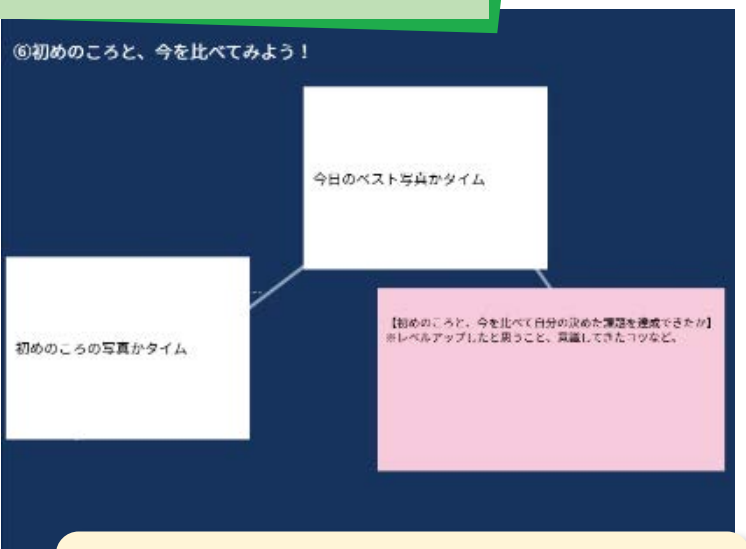 ⑥初めのころと、今を比べてみよう！
今日のベスト写真かタイム
初めのころの写真かタイム
【初めのころと、今を比べて自分の決めた課題を達成できたか】
※レベルアップしたと思うこと、意識してきたコツなど。